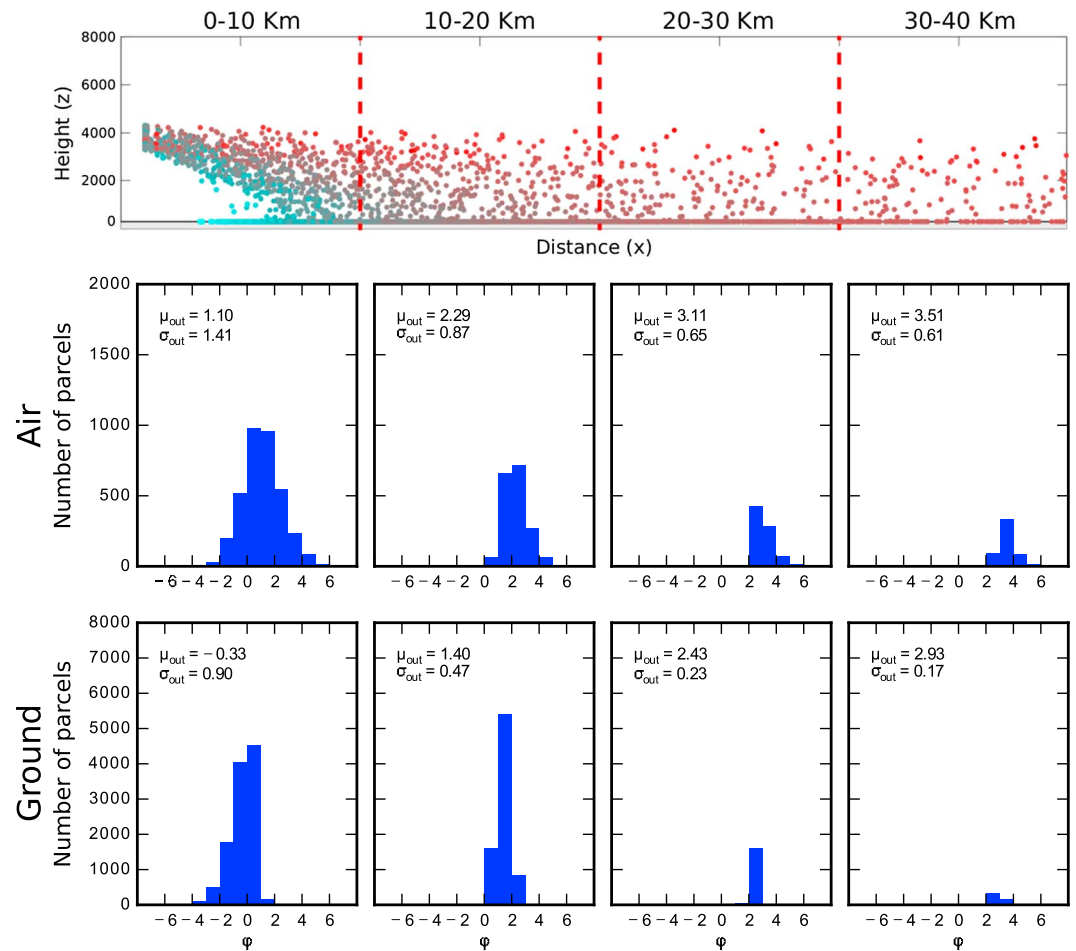 0-10 Km 10-20 Km 20-30 Km 30-40 Km
8000
6000
4000
2000
0
Height (z)
Distance (x)
Air
Number of parcels
2000
1500
1000
500
0
μout = 1.10
σout = 1.41
μout = 2.29
σout = 0.87
μout = 3.11
σout = 0.65
μout = 3.51
σout = 0.61
−6 −4 −2 0 2 4 6
−6 −4 −2 0 2 4 6
−6 −4 −2 0 2 4 6
−6 −4 −2 0 2 4 6
Ground
Number of parcels
8000
7000
6000
5000
4000
3000
2000
1000
0
μout = −0.33
σout = 0.90
μout = 1.40
σout = 0.47
μout = 2.43
σout = 0.23
μout = 2.93
σout = 0.17
−6 −4 −2 0 2 4 6
−6 −4 −2 0 2 4 6
−6 −4 −2 0 2 4 6
−6 −4 −2 0 2 4 6
φ φ φ φ